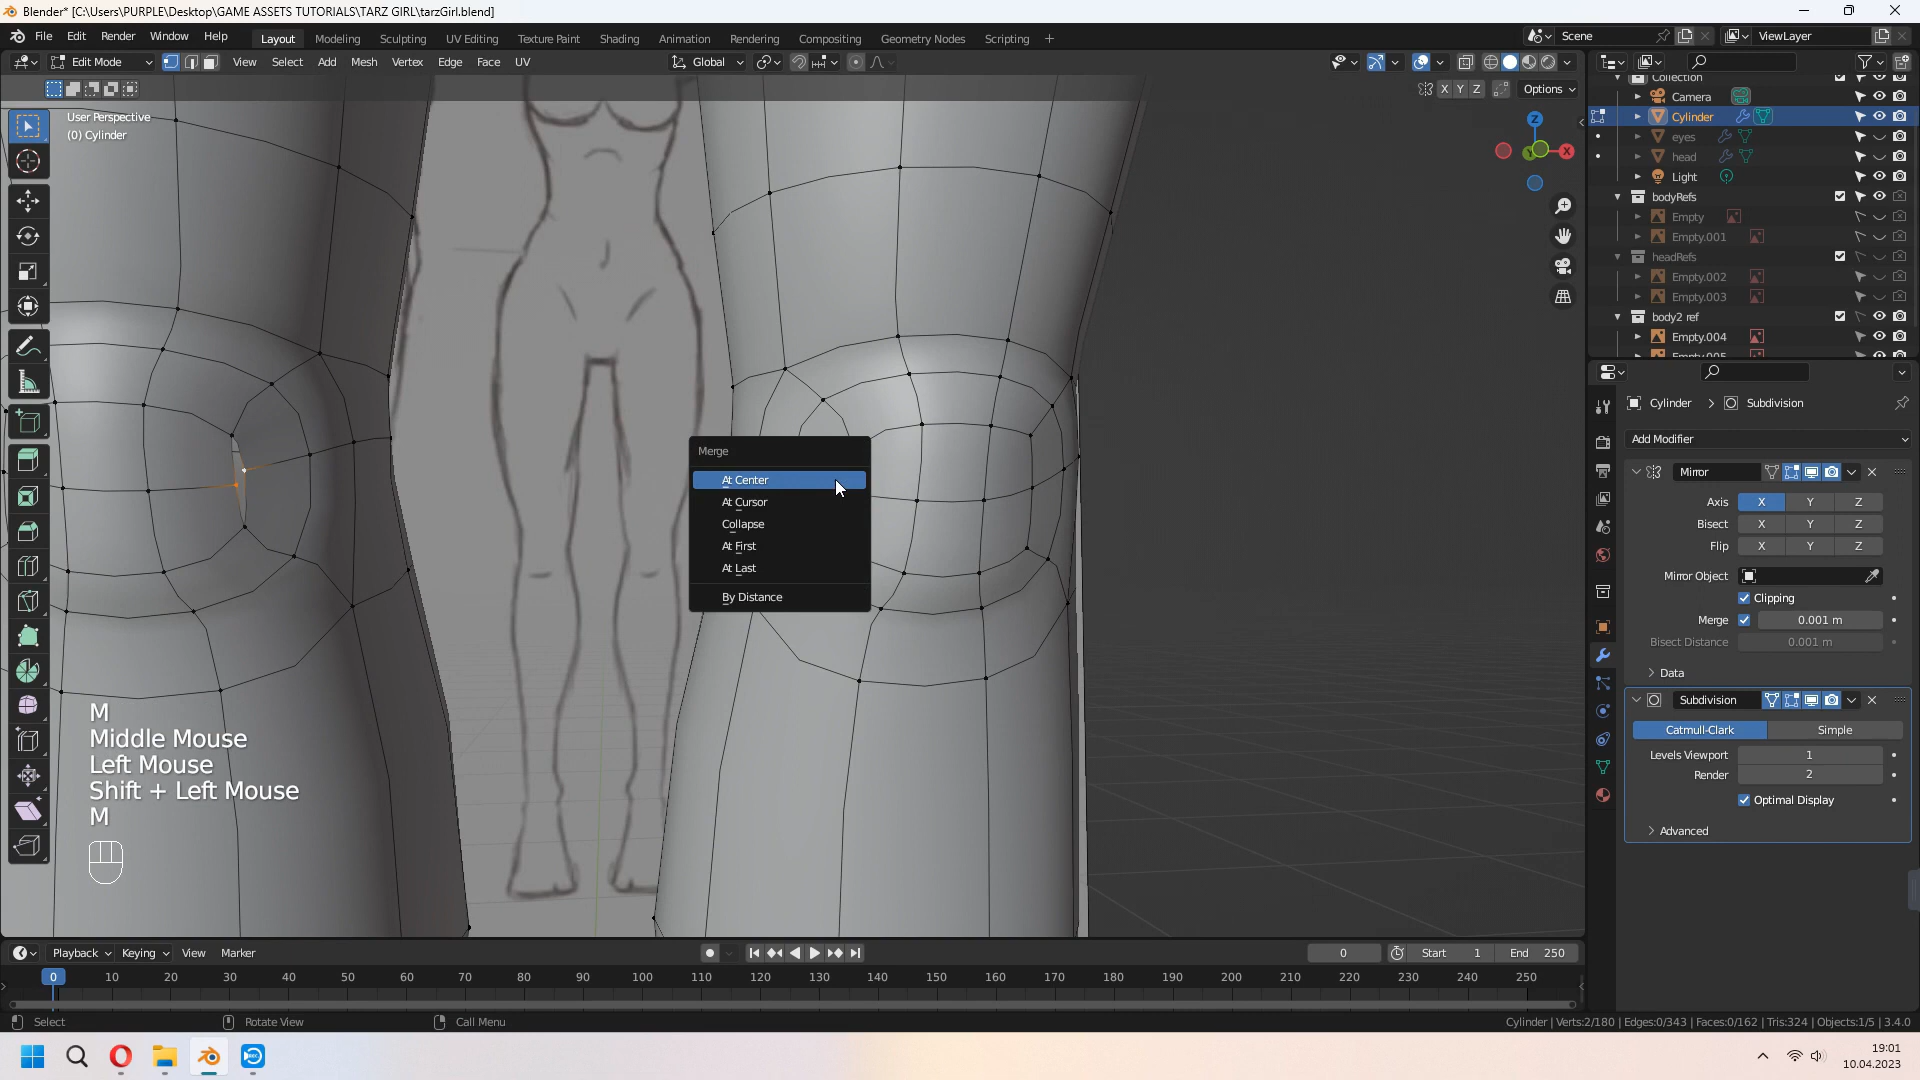 Blender* [C:\Users\PURPLE\Desktop\GAME ASSETS TUTORIALS\TARZ GIRL\tarzGirl.blend]
File Edit Render Window Help Layout Modeling Sculpting UV Editing Texture Paint Shading Animation Rendering Compositing Geometry Nodes Scripting + Scene ViewLayer
Edit Mode View Select Add Mesh Vertex Edge Face UV Global
X Y Z Options
User Perspective
(0) Cylinder
Z
X
Y
Collection
Camera
Cylinder
eyes
head
Light
bodyRefs
Empty
Empty.001
headRefs
Empty.002
Empty.003
body2 ref
Empty.004
Empty.005
Cylinder > Subdivision
Add Modifier
Mirror
Axis X Y Z
Bisect X Y Z
Flip X Y Z
Mirror Object
Clipping
Merge 0.001 m
Bisect Distance 0.001 m
Data
Subdivision
Catmull-Clark Simple
Levels Viewport 1
Render 2
Optimal Display
Advanced
Merge
At Center
At Cursor
Collapse
At First
At Last
By Distance
M
Middle Mouse
Left Mouse
Shift + Left Mouse
M
Playback Keying View Marker 0 Start 1 End 250
0 10 20 30 40 50 60 70 80 90 100 110 120 130 140 150 160 170 180 190 200 210 220 230 240 250
Select Rotate View Call Menu Cylinder | Verts:2/180 | Edges:0/343 | Faces:0/162 | Tris:324 | Objects:1/5 | 3.4.0
19:01
10.04.2023